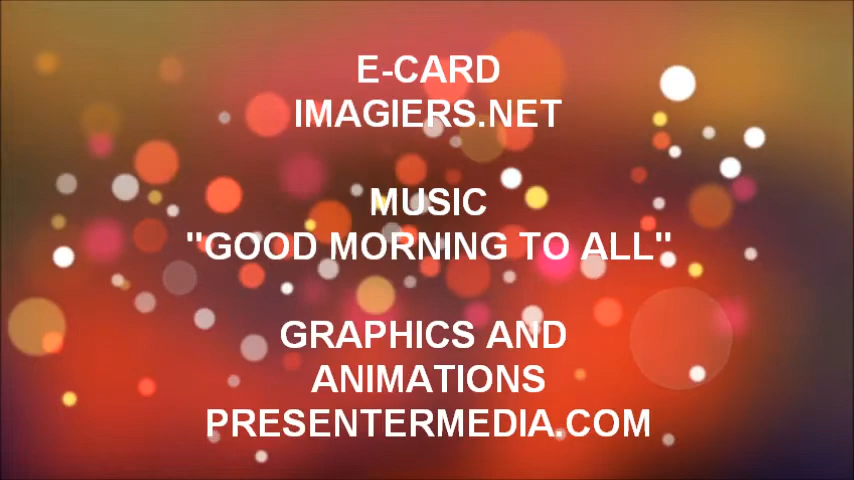 E-CARD
IMAGIERS.NET
MUSIC
"GOOD MORNING TO ALL"
GRAPHICS AND
ANIMATIONS
PRESENTERMEDIA.COM